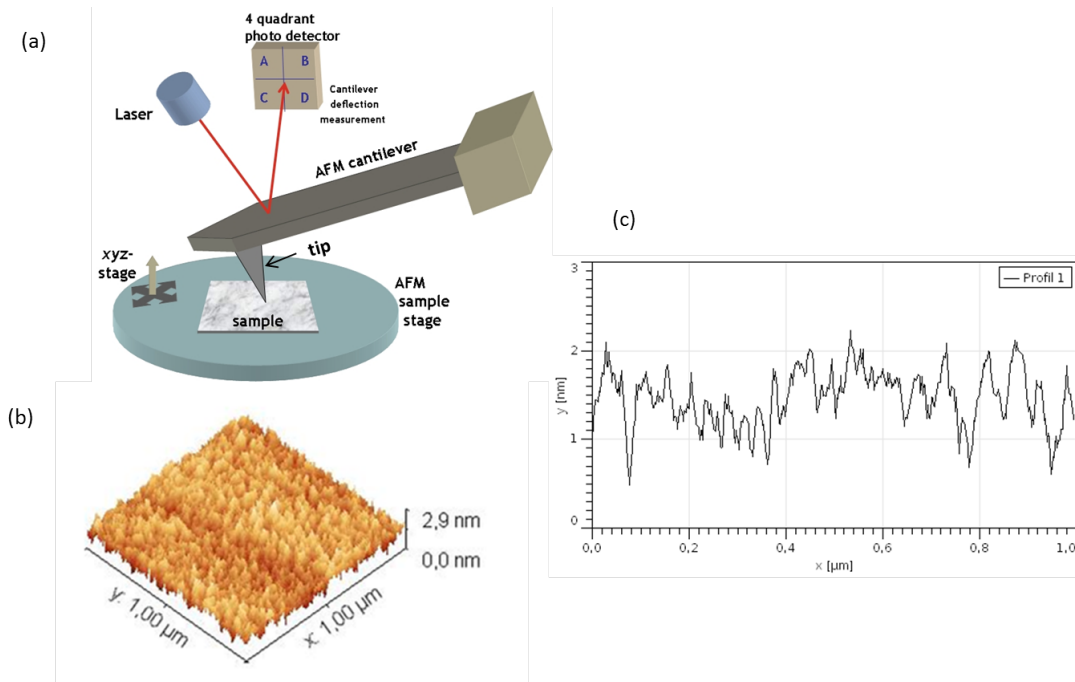 (a)
4 quadrant
photo detector
A B
C D
Cantilever
deflection
measurement
Laser
AFM cantilever
tip
xyz-
stage
sample
AFM
sample
stage
(b)
2,9 nm
0,0 nm
y: 1,00 µm
x: 1,00 µm
(c)
Profil 1
3
2
1
0
y [nm]
0,0 0,2 0,4 0,6 0,8 1,0
x [µm]